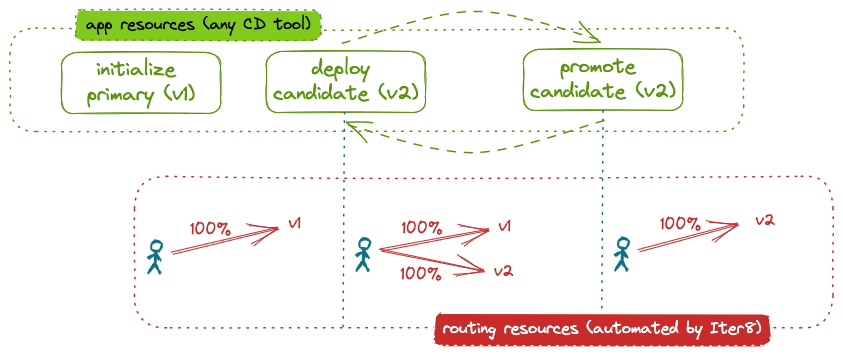 app resources (any CD tool)
initialize
primary (v1)
deploy
candidate (v2)
promote
candidate (v2)
100%
v1
100%
v1
100%
v2
100%
v2
routing resources (automated by Iter8)